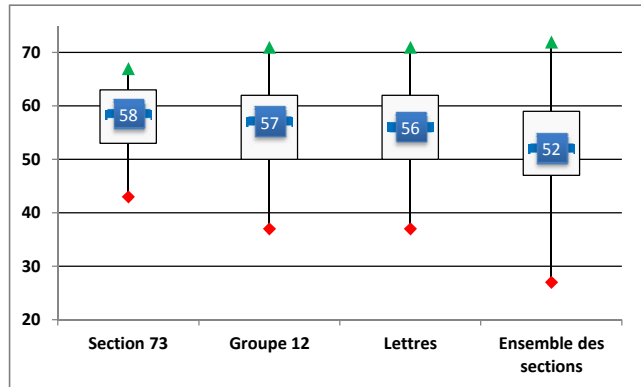 70
60
50
40
30
20
58
57
56
52
Section 73
Groupe 12
Lettres
Ensemble des
sections